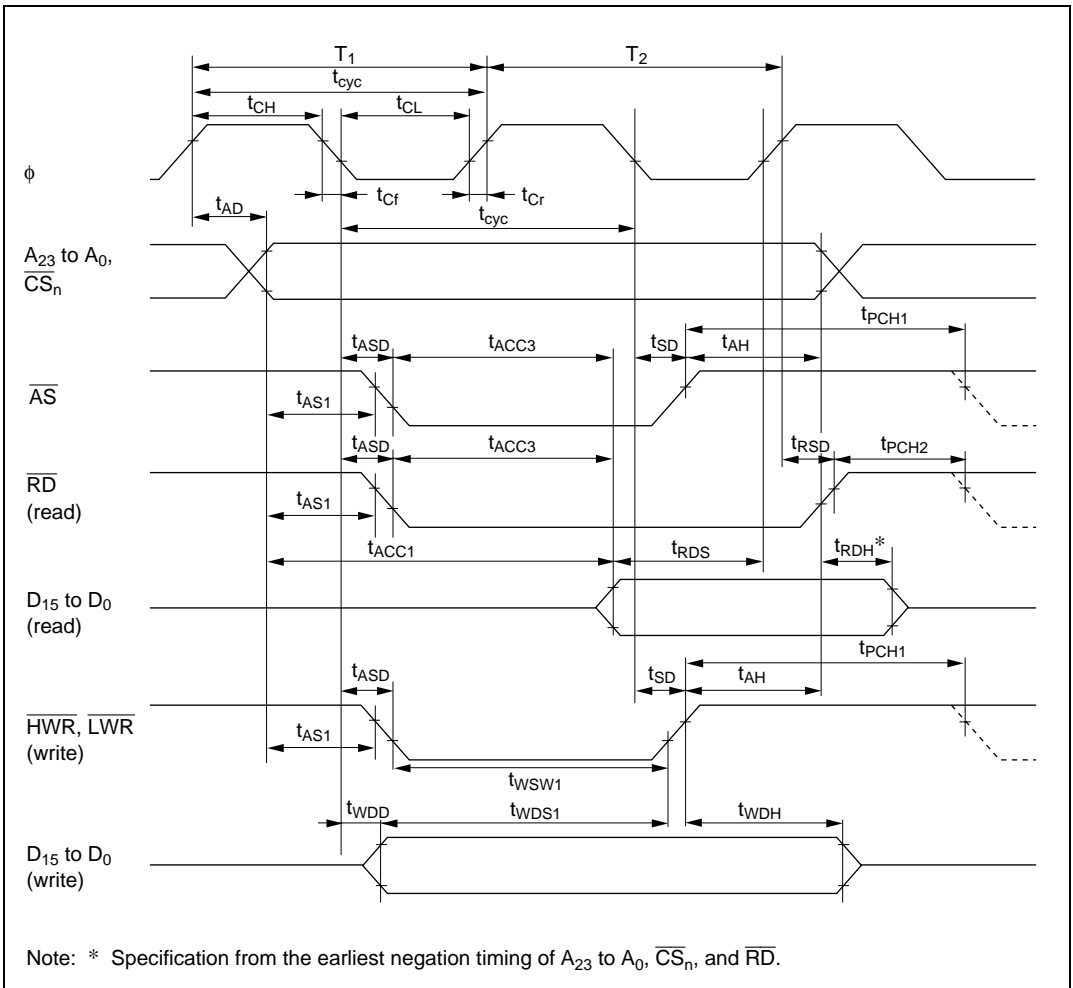 T1 T2
tcyc
tCH tCL
ϕ
tCf tCr
tAD tcyc
A23 to A0,
CSn
tPCH1
tASD tACC3 tSD tAH
AS
tAS1
tASD tACC3 tRSD tPCH2
RD
(read)
tAS1
tACC1 tRDS tRDH*
D15 to D0
(read)
tPCH1
tASD tSD tAH
HWR, LWR
(write)
tAS1
tWSW1
tWDD tWDS1 tWDH
D15 to D0
(write)
Note: * Specification from the earliest negation timing of A23 to A0, CSn, and RD.